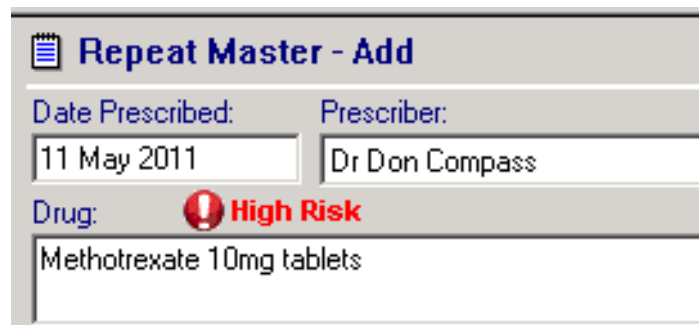 Repeat Master - Add
Date Prescribed: Prescriber:
11 May 2011 Dr Don Compass
Drug: High Risk
Methotrexate 10mg tablets